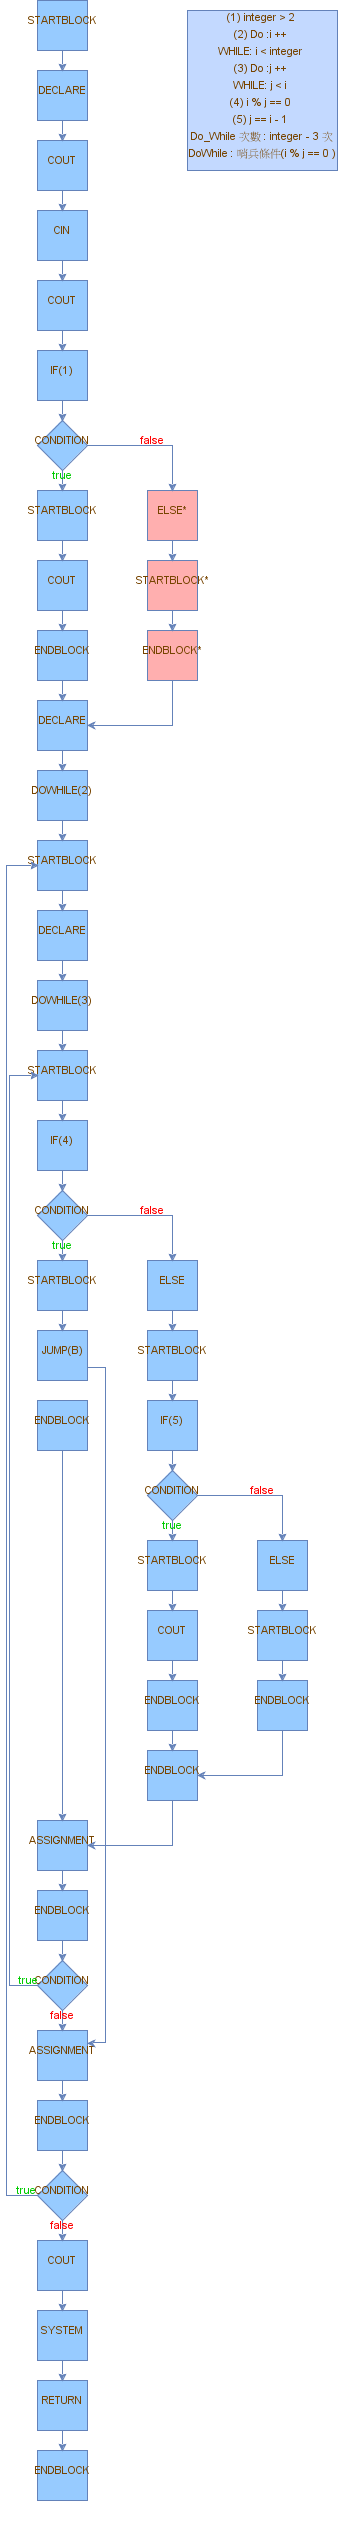 STARTBLOCK
(1) integer > 2
(2) Do :i ++
WHILE: i < integer
(3) Do :j ++
WHILE: j < i
(4) i % j == 0
(5) j == i - 1
Do_While 次數 : integer - 3 次
DoWhile : 哨兵條件(i % j == 0 )
DECLARE
COUT
CIN
COUT
IF(1)
CONDITION
false
true
STARTBLOCK
ELSE*
COUT
STARTBLOCK*
ENDBLOCK
ENDBLOCK*
DECLARE
DOWHILE(2)
STARTBLOCK
DECLARE
DOWHILE(3)
STARTBLOCK
IF(4)
CONDITION
false
true
STARTBLOCK
ELSE
JUMP(B)
STARTBLOCK
ENDBLOCK
IF(5)
CONDITION
false
true
STARTBLOCK
ELSE
COUT
STARTBLOCK
ENDBLOCK
ENDBLOCK
ENDBLOCK
ASSIGNMENT
ENDBLOCK
true
CONDITION
false
ASSIGNMENT
ENDBLOCK
true
CONDITION
false
COUT
SYSTEM
RETURN
ENDBLOCK